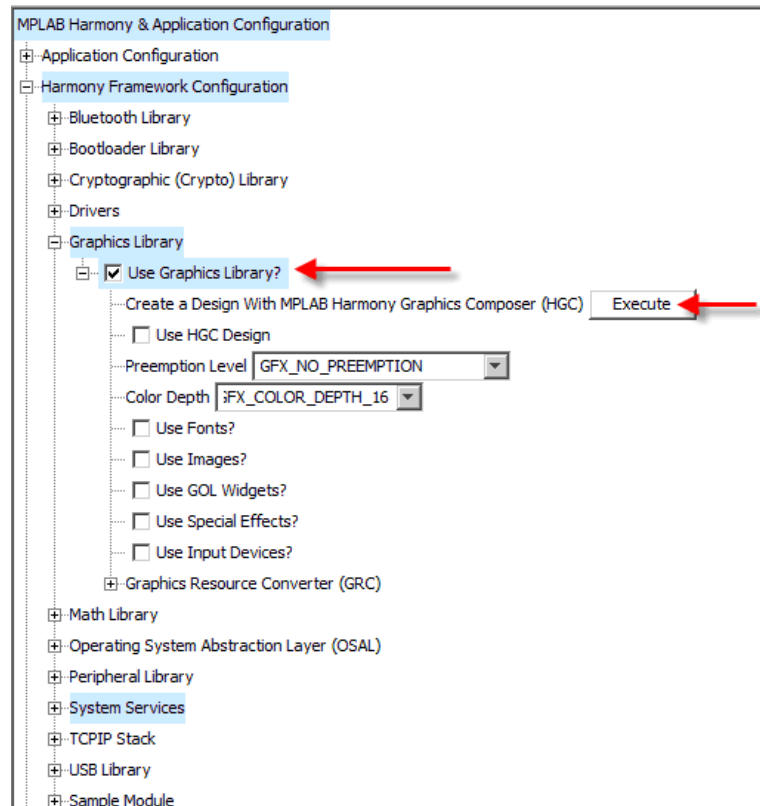 MPLAB Harmony & Application Configuration
Application Configuration
Harmony Framework Configuration
Bluetooth Library
Bootloader Library
Cryptographic (Crypto) Library
Drivers
Graphics Library
Use Graphics Library?
Create a Design With MPLAB Harmony Graphics Composer (HGC) Execute
Use HGC Design
Preemption Level GFX_NO_PREEMPTION
Color Depth ;FX_COLOR_DEPTH_16
Use Fonts?
Use Images?
Use GOL Widgets?
Use Special Effects?
Use Input Devices?
Graphics Resource Converter (GRC)
Math Library
Operating System Abstraction Layer (OSAL)
Peripheral Library
System Services
TCPIP Stack
USB Library
Sample Module